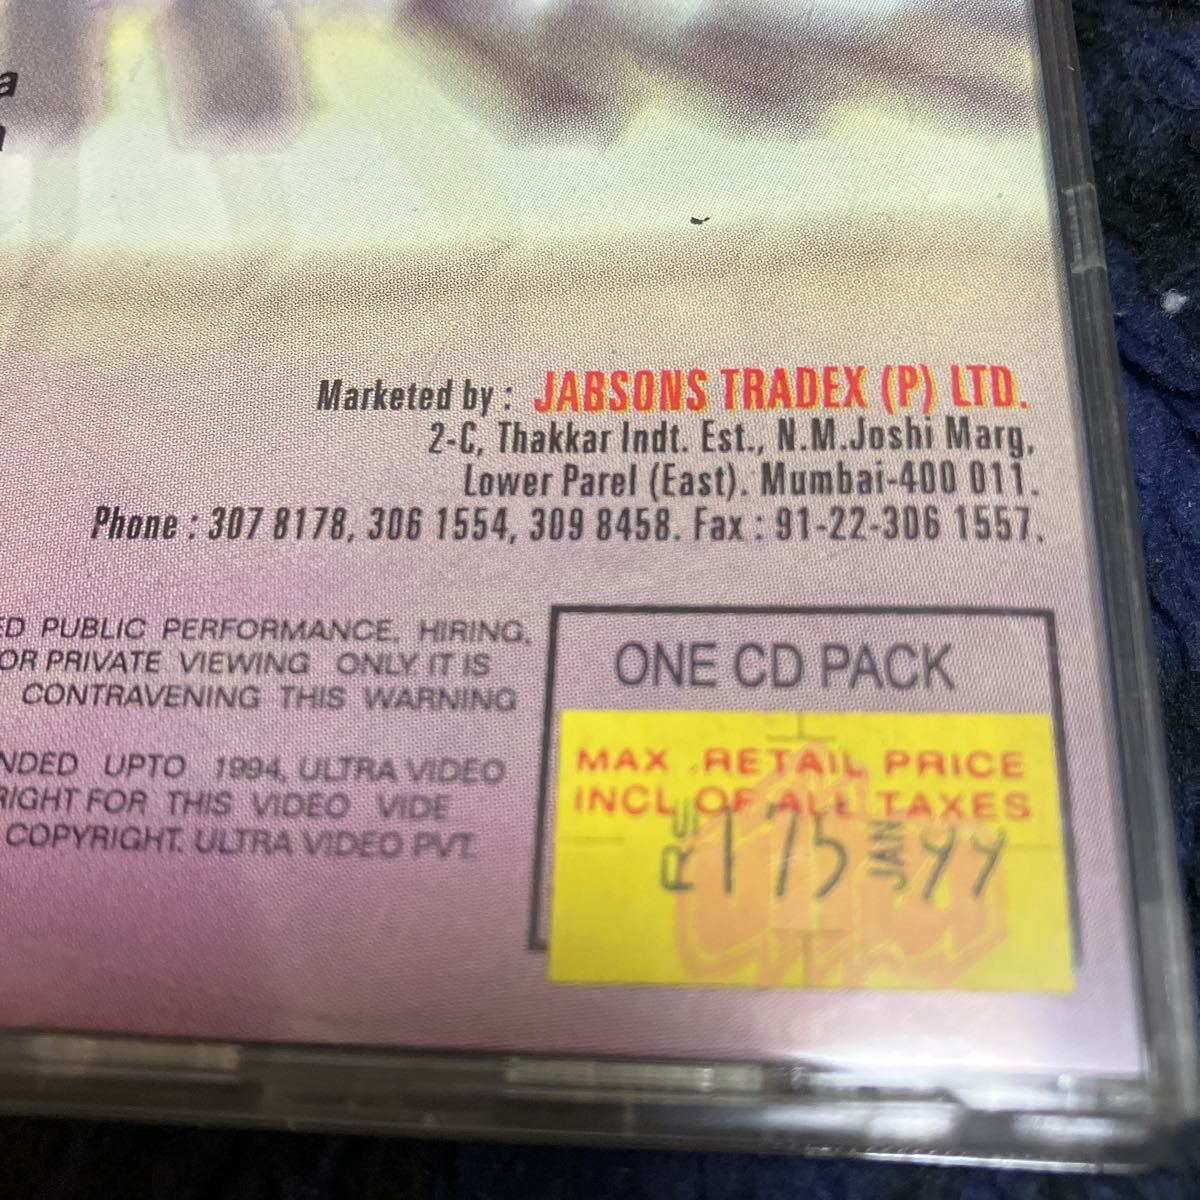 a
Marketed by : JABSONS TRADEX (P) LTD.
2-C, Thakkar Indt. Est., N.M.Joshi Marg,
Lower Parel (East). Mumbai-400 011.
Phone : 307 8178, 306 1554, 309 8458. Fax : 91-22-306 1557.
ED PUBLIC PERFORMANCE, HIRING,
OR PRIVATE VIEWING ONLY. IT IS
CONTRAVENING THIS WARNING
NDED UPTO 1994, ULTRA VIDEO
RIGHT FOR THIS VIDEO VIDE
COPYRIGHT. ULTRA VIDEO PVT.
ONE CD PACK
MAX .RETAIL PRICE
INCL OF ALL TAXES
RUP 175 JAN 99